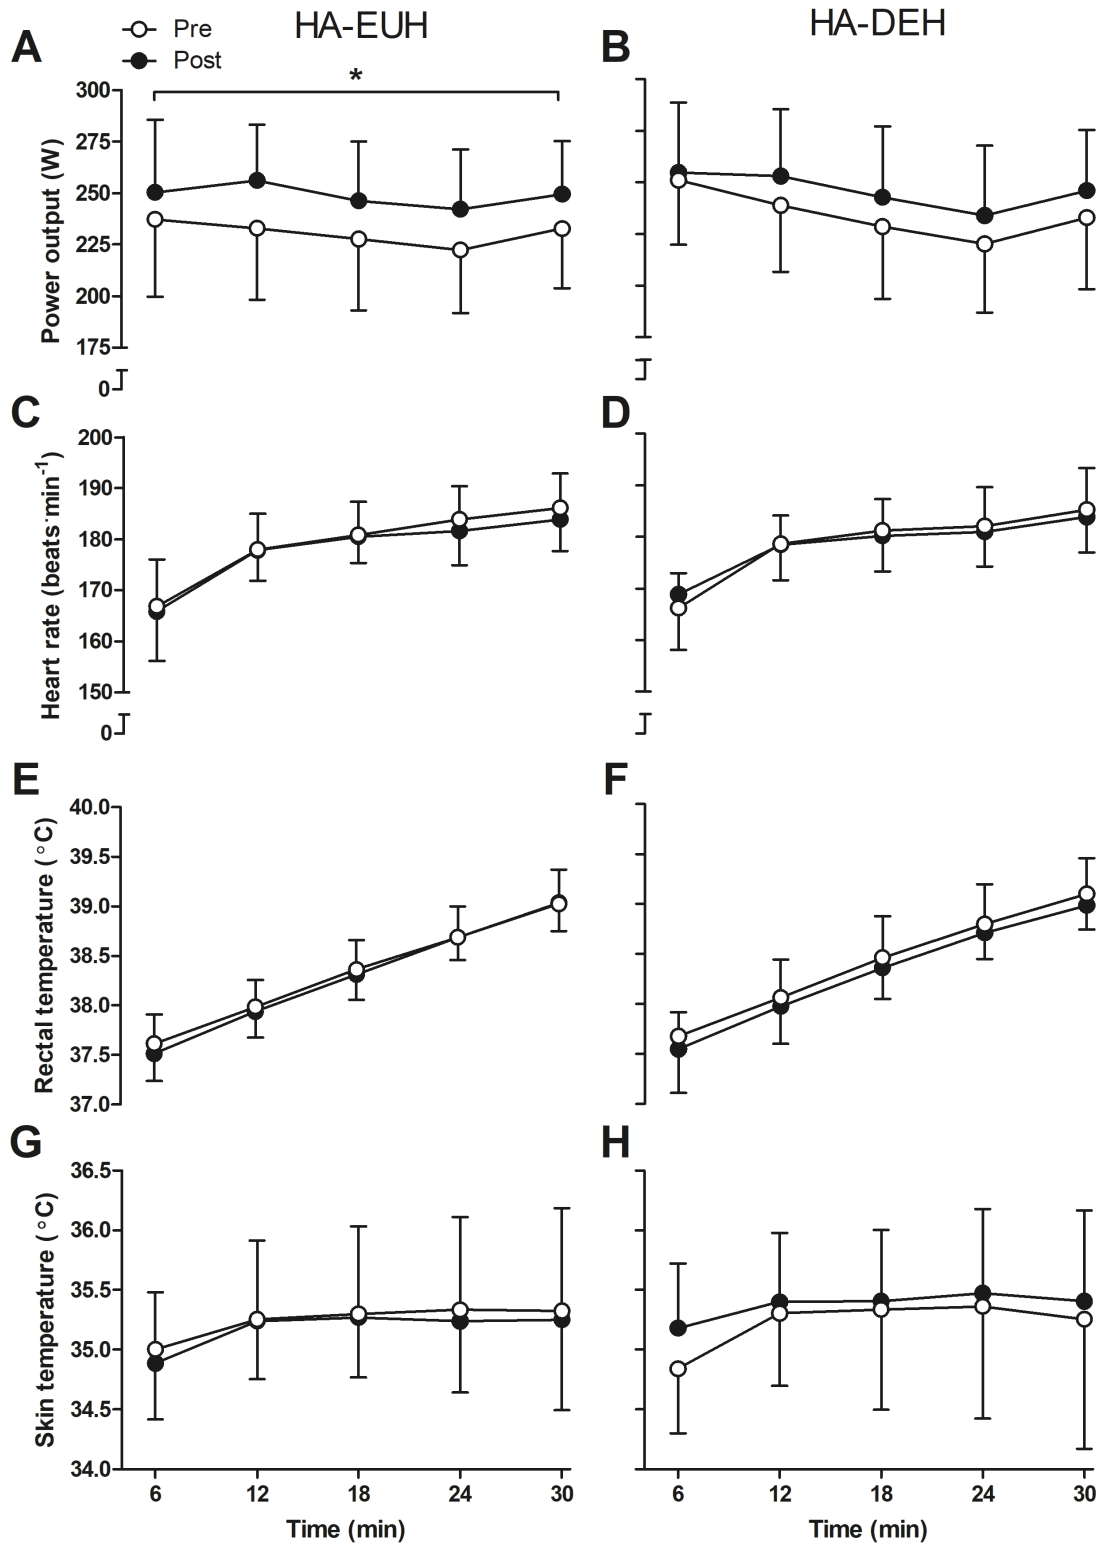 HA-EUH
HA-DEH
Pre
Post
A
B
*
300
275
250
225
200
175
0
Power output (W)
C
D
200
190
180
170
160
150
0
Heart rate (beats·min-1)
E
F
40.0
39.5
39.0
38.5
38.0
37.5
37.0
Rectal temperature (°C)
G
H
36.5
36.0
35.5
35.0
34.5
34.0
Skin temperature (°C)
6 12 18 24 30
6 12 18 24 30
Time (min)
Time (min)